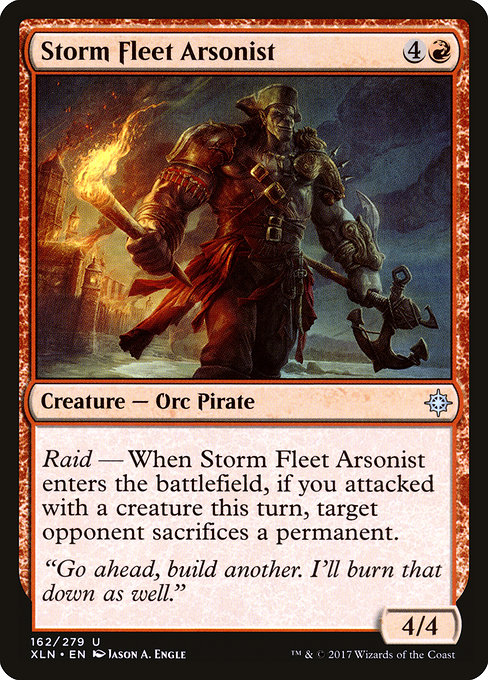 Storm Fleet Arsonist 4
Creature — Orc Pirate
Raid — When Storm Fleet Arsonist
enters the battlefield, if you attacked
with a creature this turn, target
opponent sacrifices a permanent.
“Go ahead, build another. I’ll burn that
down as well.”
4/4
162/279 U
XLN • EN Jason A. Engle
™ & © 2017 Wizards of the Coast